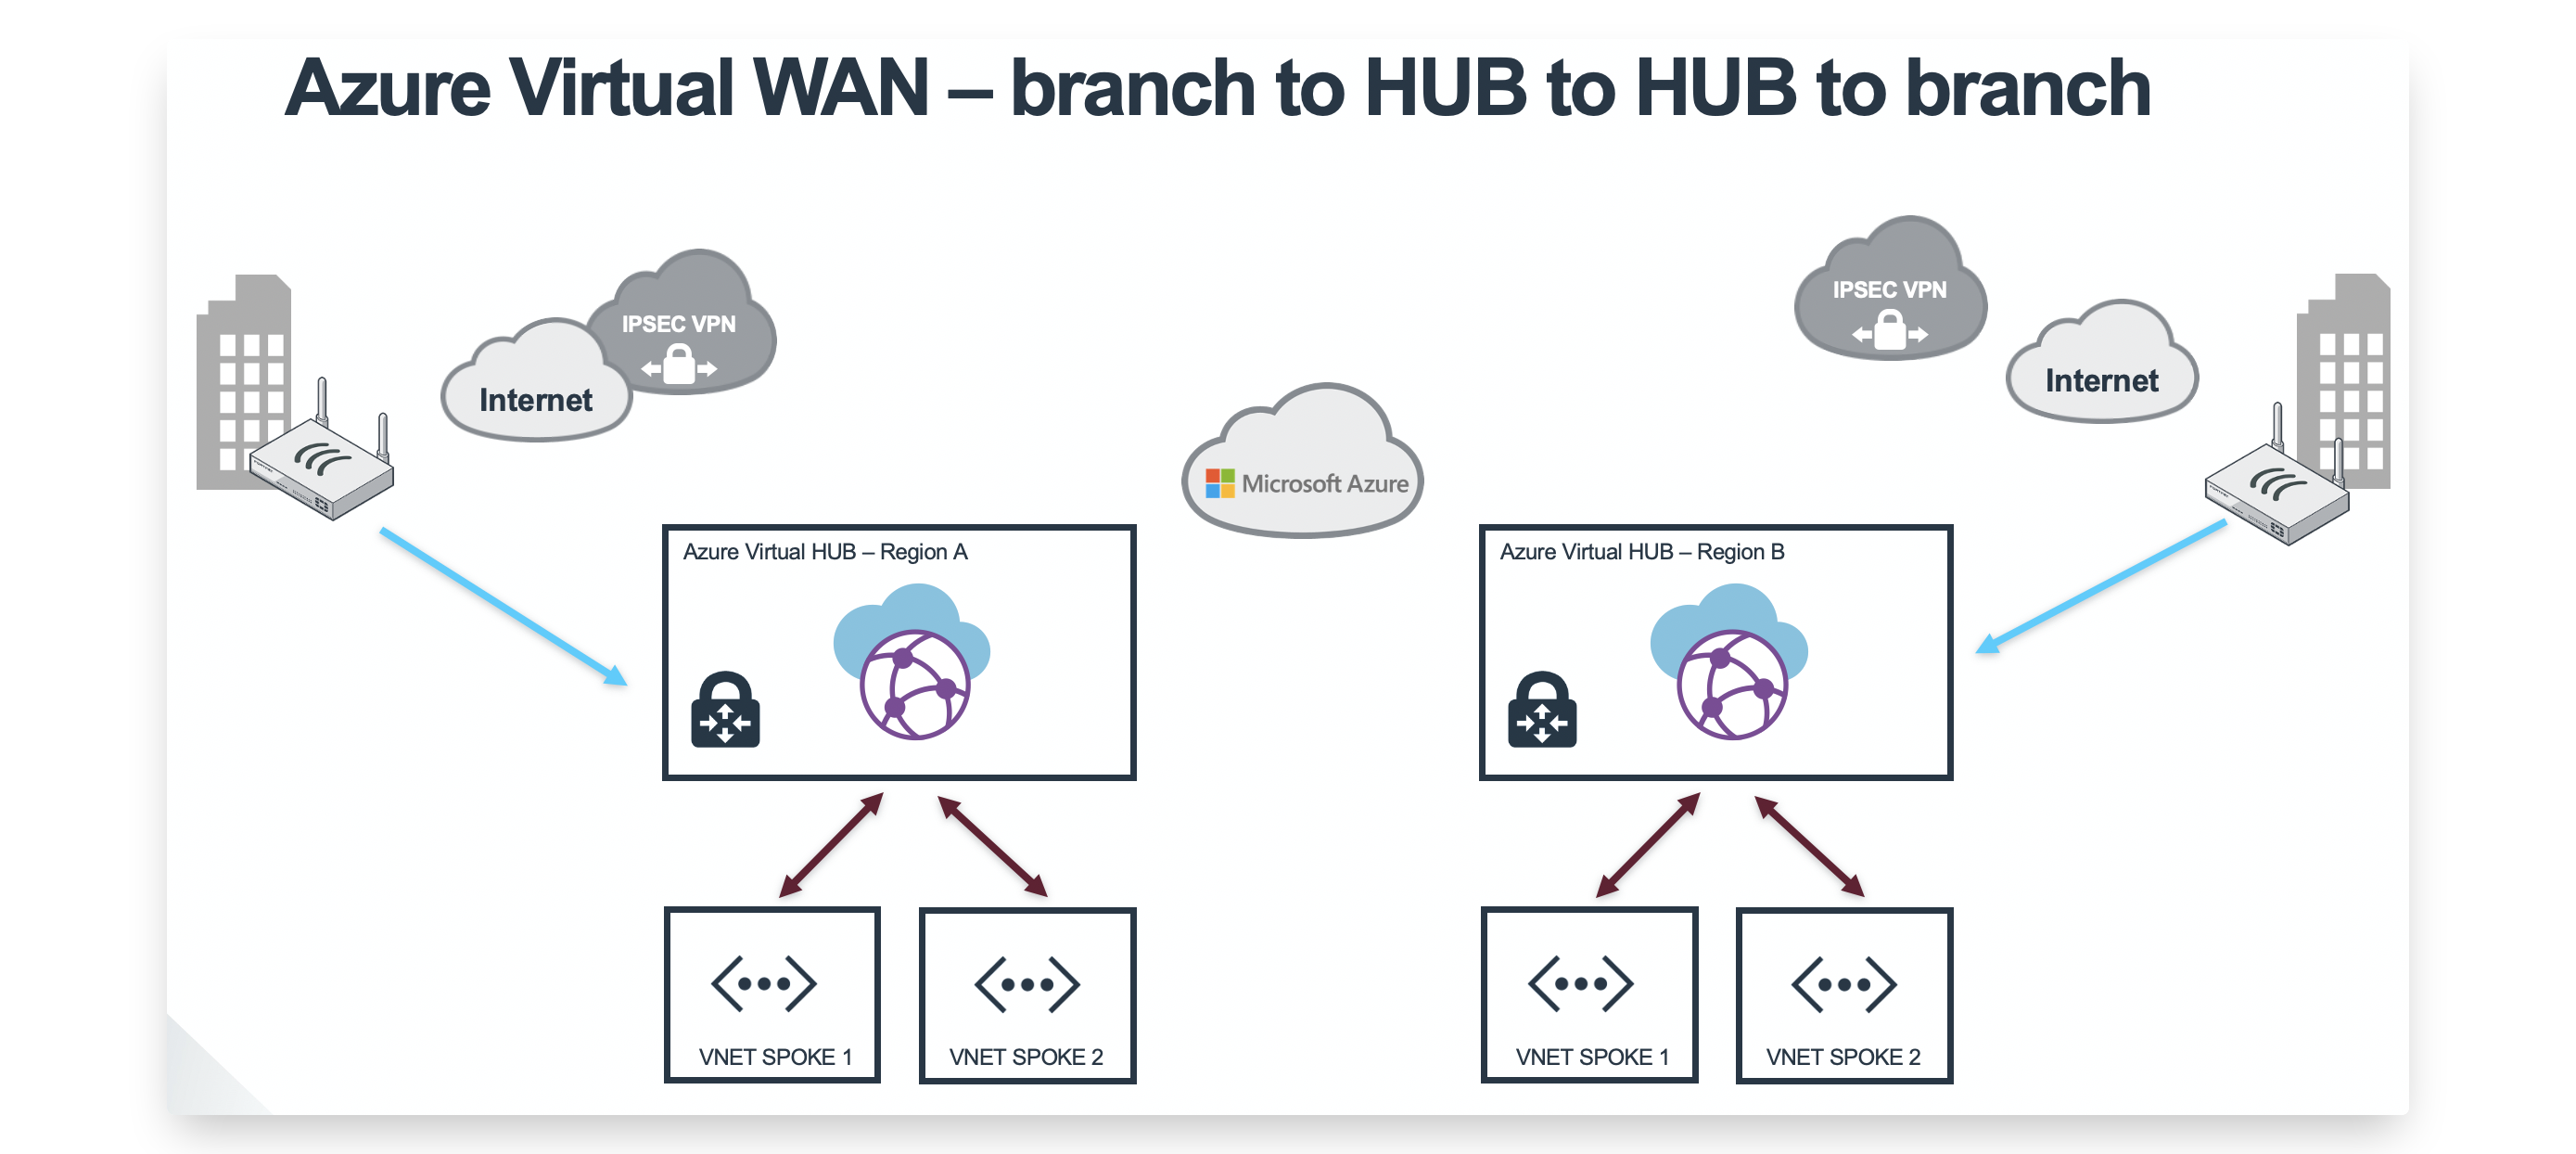 Azure Virtual WAN – branch to HUB to HUB to branch
IPSEC VPN
Internet
IPSEC VPN
Internet
Microsoft Azure
Azure Virtual HUB – Region A
Azure Virtual HUB – Region B
VNET SPOKE 1
VNET SPOKE 2
VNET SPOKE 1
VNET SPOKE 2